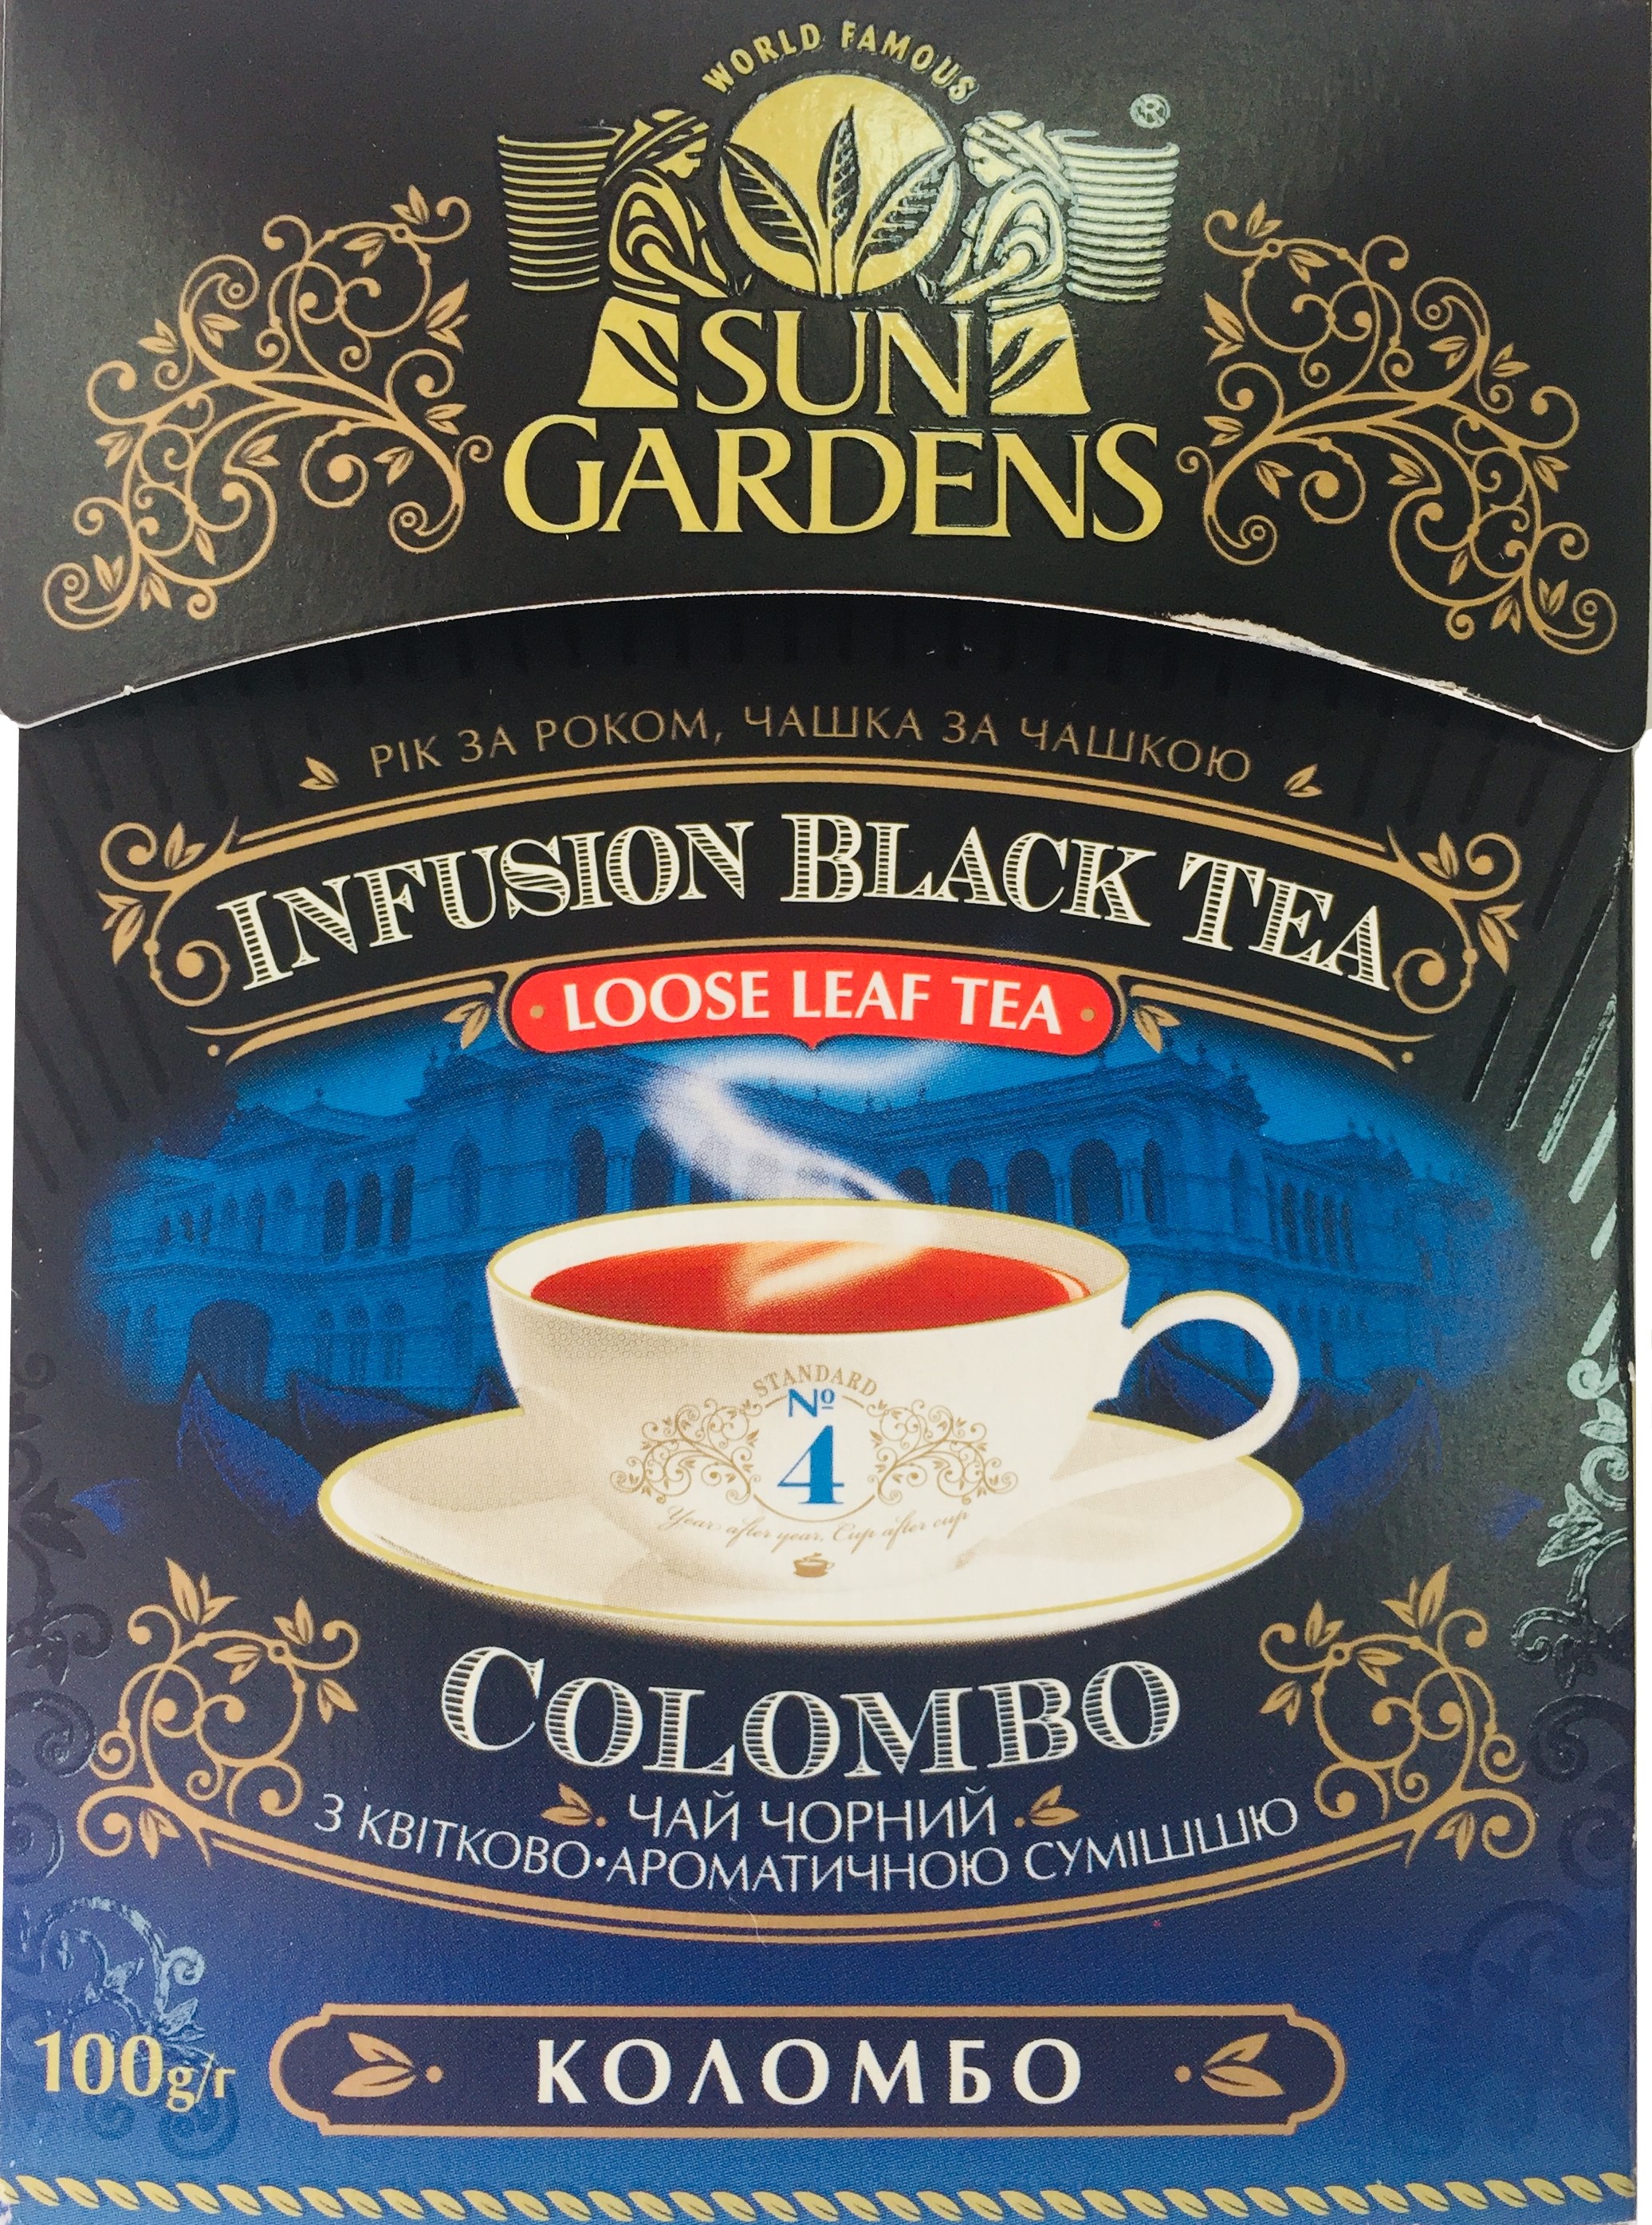 WORLD FAMOUS
®
SUN
GARDENS
РІК ЗА РОКОМ, ЧАШКА ЗА ЧАШКОЮ
INFUSION BLACK TEA
· LOOSE LEAF TEA ·
STANDARD
№
4
Year after year. Cup after cup
COLOMBO
ЧАЙ ЧОРНИЙ
З КВІТКОВО-АРОМАТИЧНОЮ СУМІШШЮ
100g/г
КОЛОМБО